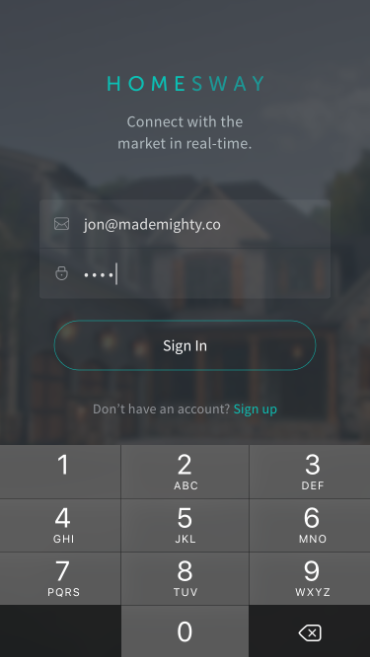 HOMESWAY
Connect with the
market in real-time.
jon@mademighty.co
••••
Sign In
Don't have an account? Sign up
1
2
ABC
3
DEF
4
GHI
5
JKL
6
MNO
7
PQRS
8
TUV
9
WXYZ
0